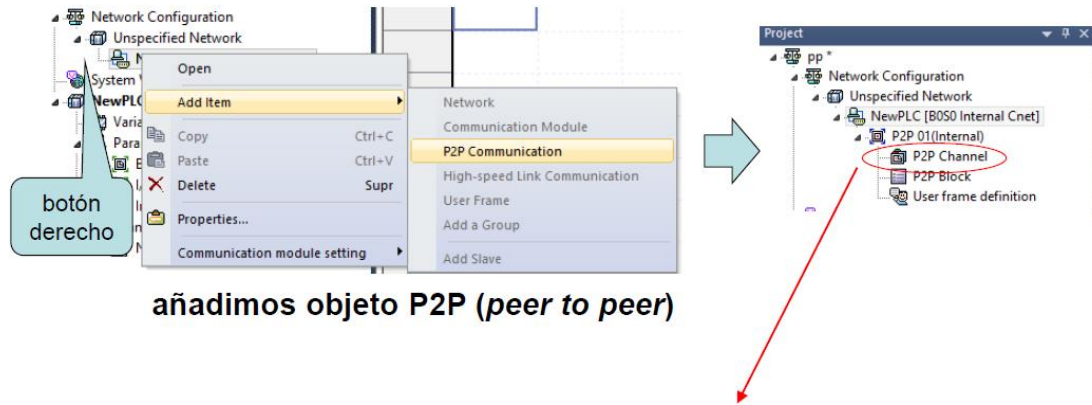 Network Configuration
Unspecified Network
System
NewPLC
Varia
Para
botón
derecho
Open
Add Item
Copy Ctrl+C
Paste Ctrl+V
Delete Supr
Properties...
Communication module setting
Network
Communication Module
P2P Communication
High-speed Link Communication
User Frame
Add a Group
Add Slave
Project
pp *
Network Configuration
Unspecified Network
NewPLC [B0S0 Internal Cnet]
P2P 01(Internal)
P2P Channel
P2P Block
User frame definition
añadimos objeto P2P (peer to peer)